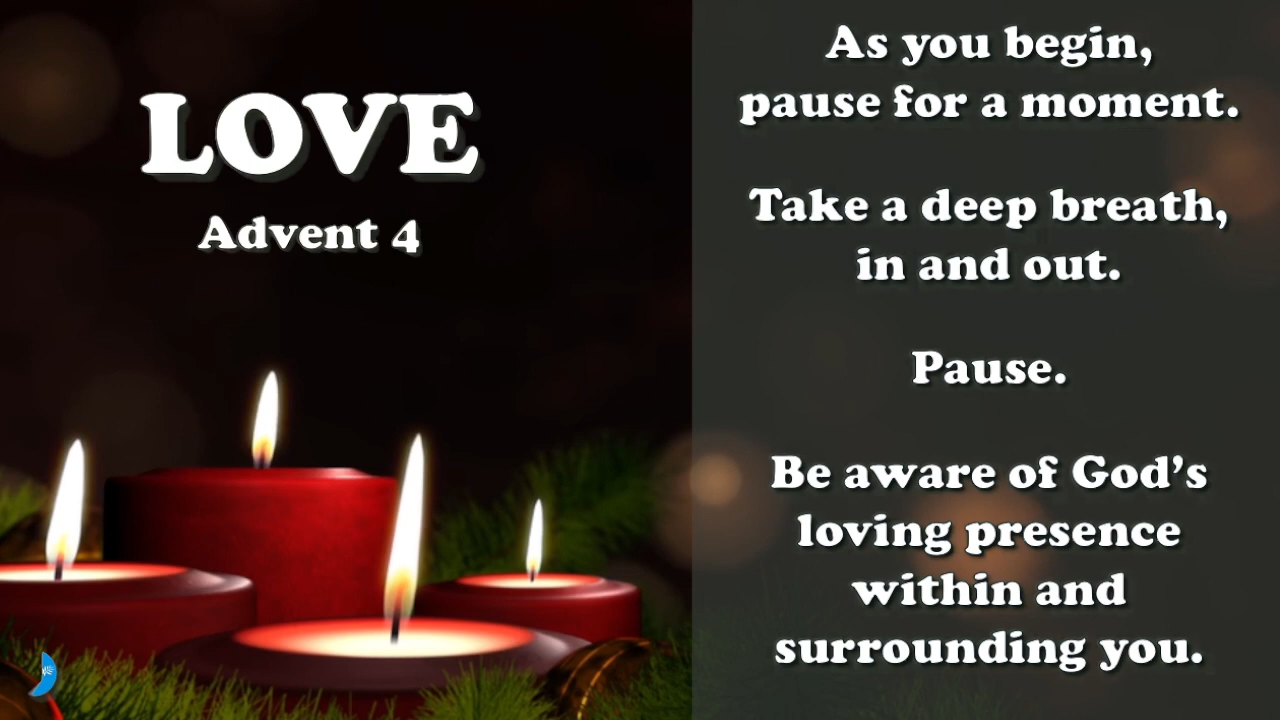 LOVE
Advent 4
As you begin,
pause for a moment.
Take a deep breath,
in and out.
Pause.
Be aware of God’s
loving presence
within and
surrounding you.